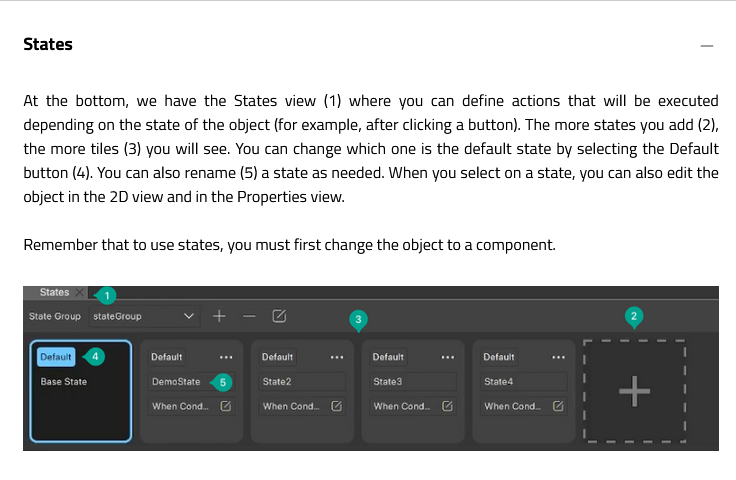 States
At the bottom, we have the States view (1) where you can define actions that will be executed
depending on the state of the object (for example, after clicking a button). The more states you add (2),
the more tiles (3) you will see. You can change which one is the default state by selecting the Default
button (4). You can also rename (5) a state as needed. When you select on a state, you can also edit the
object in the 2D view and in the Properties view.
Remember that to use states, you must first change the object to a component.
States 1
State Group stateGroup 3 2
Default 4 Default Default Default Default
Base State DemoState 5 State2 State3 State4
When Cond... When Cond... When Cond... When Cond...